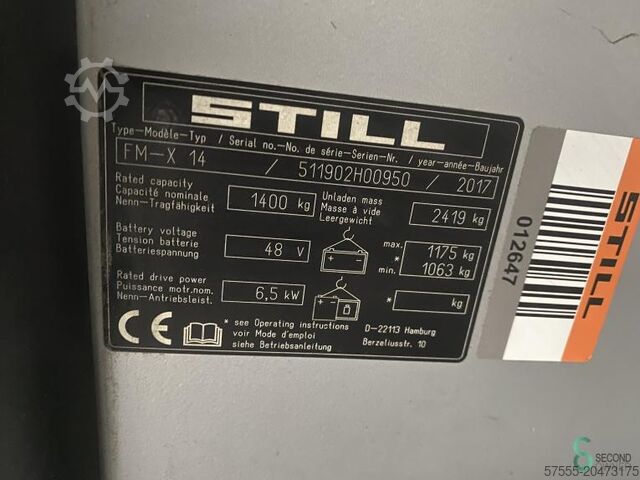 STILL
Type-Modèle-Typ / Serial no.-No. de série-Serien-Nr. / year-année-Baujahr
FM-X 14 / 511902H00950 / 2017
Rated capacity
Capacité nominale
Nenn-Tragfähigkeit
1400 kg
Unladen mass
Masse à vide
Leergewicht
2419 kg
Battery voltage
Tension batterie
Batteriespannung
48 V
max. 1175 kg
*
min. 1063 kg
Rated drive power
Puissance motr.nom.
Nenn-Antriebsleist.
6,5 kW
* kg
CE
* see Operating instructions
voir Mode d'emploi
siehe Betriebsanleitung
D-22113 Hamburg
Berzeliusstr. 10
012647
STILL
6 SECOND
57555-20473175